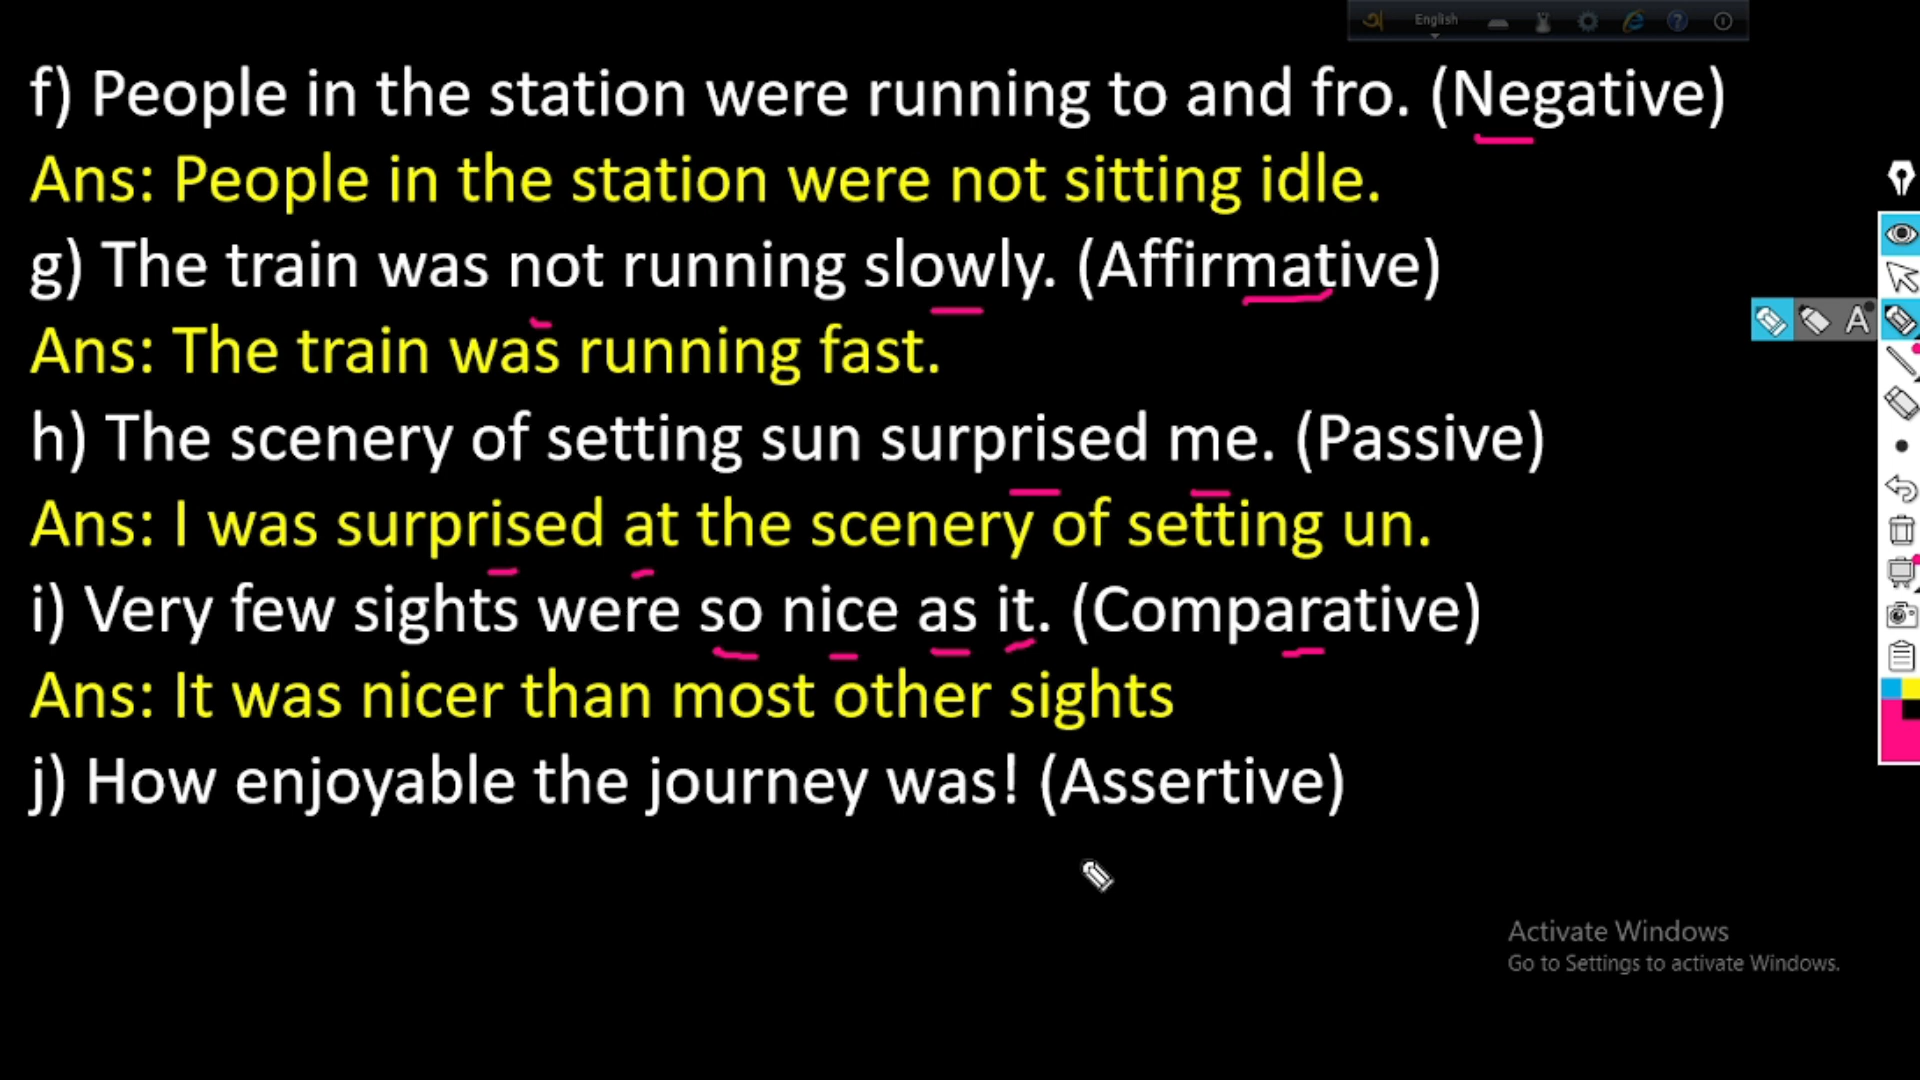 English
f) People in the station were running to and fro. (Negative)
Ans: People in the station were not sitting idle.
g) The train was not running slowly. (Affirmative)
Ans: The train was running fast.
A
h) The scenery of setting sun surprised me. (Passive)
Ans: I was surprised at the scenery of setting un.
i) Very few sights were so nice as it. (Comparative)
Ans: It was nicer than most other sights
j) How enjoyable the journey was! (Assertive)
Activate Windows
Go to Settings to activate Windows.